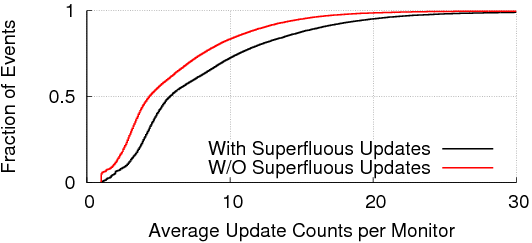 Fraction of Events
1
0.5
0
With Superfluous Updates
W/O Superfluous Updates
0
10
20
30
Average Update Counts per Monitor